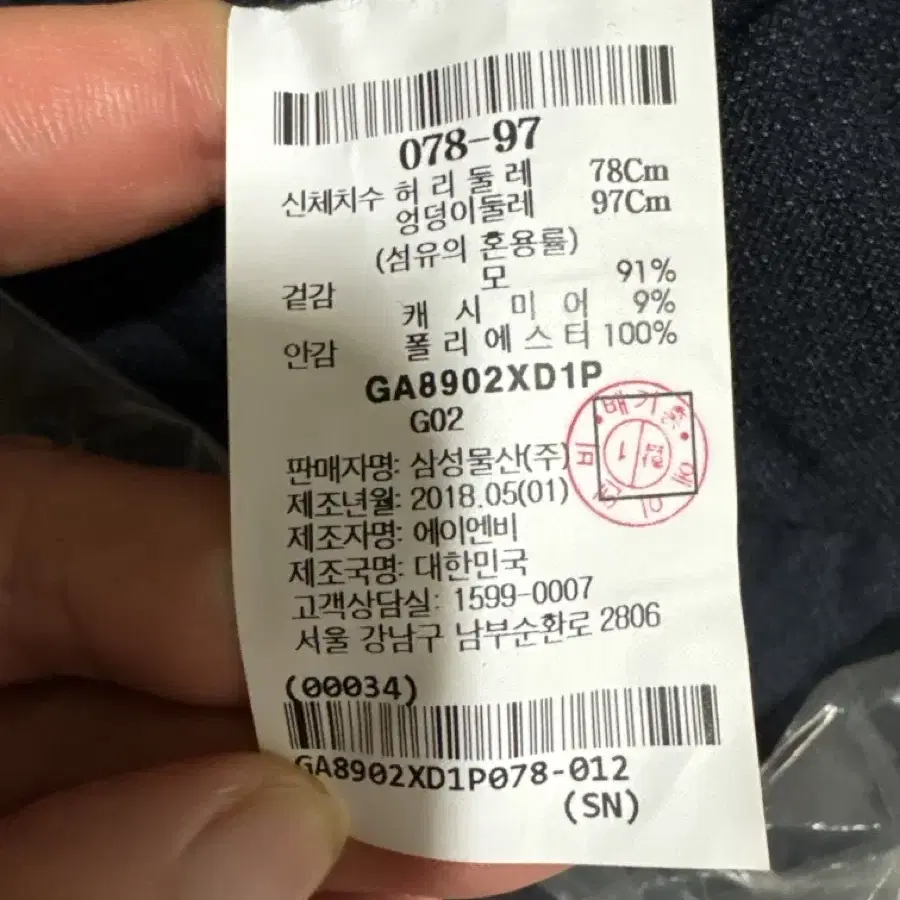 078-97
신체치수 허리둘레 78Cm
엉덩이둘레 97Cm
(섬유의 혼용률)
겉감 모 91%
캐시미어 9%
안감 폴리에스터 100%
GA8902XD1P
G02
판매자명: 삼성물산(주)
제조년월: 2018.05(01)
제조자명: 에이엔비
제조국명: 대한민국
고객상담실: 1599-0007
서울 강남구 남부순환로 2806
(00034)
GA8902XD1P078-012
(SN)